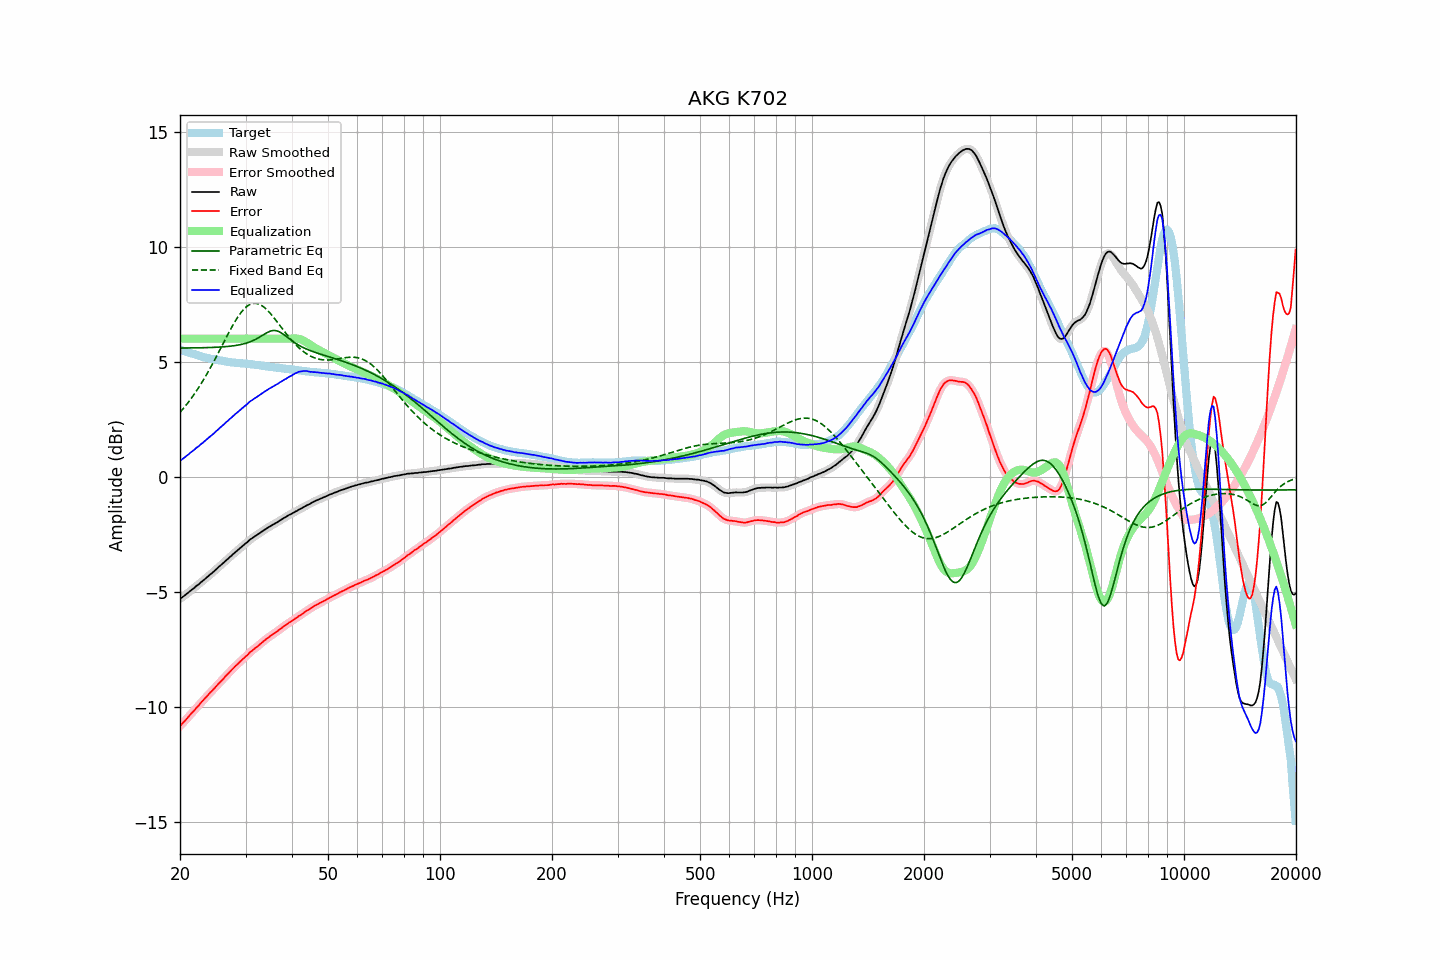 AKG K702
Amplitude (dBr)
15
10
5
0
−5
−10
−15
Target
Raw Smoothed
Error Smoothed
Raw
Error
Equalization
Parametric Eq
Fixed Band Eq
Equalized
20 50 100 200 500 1000 2000 5000 10000 20000
Frequency (Hz)